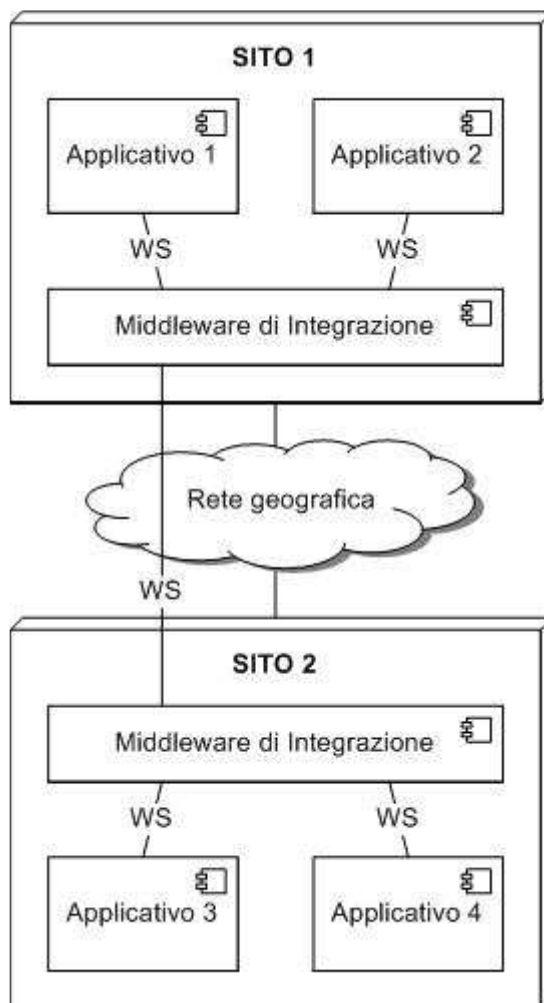 SITO 1
Applicativo 1
Applicativo 2
WS
WS
Middleware di Integrazione
Rete geografica
WS
SITO 2
Middleware di Integrazione
WS
WS
Applicativo 3
Applicativo 4